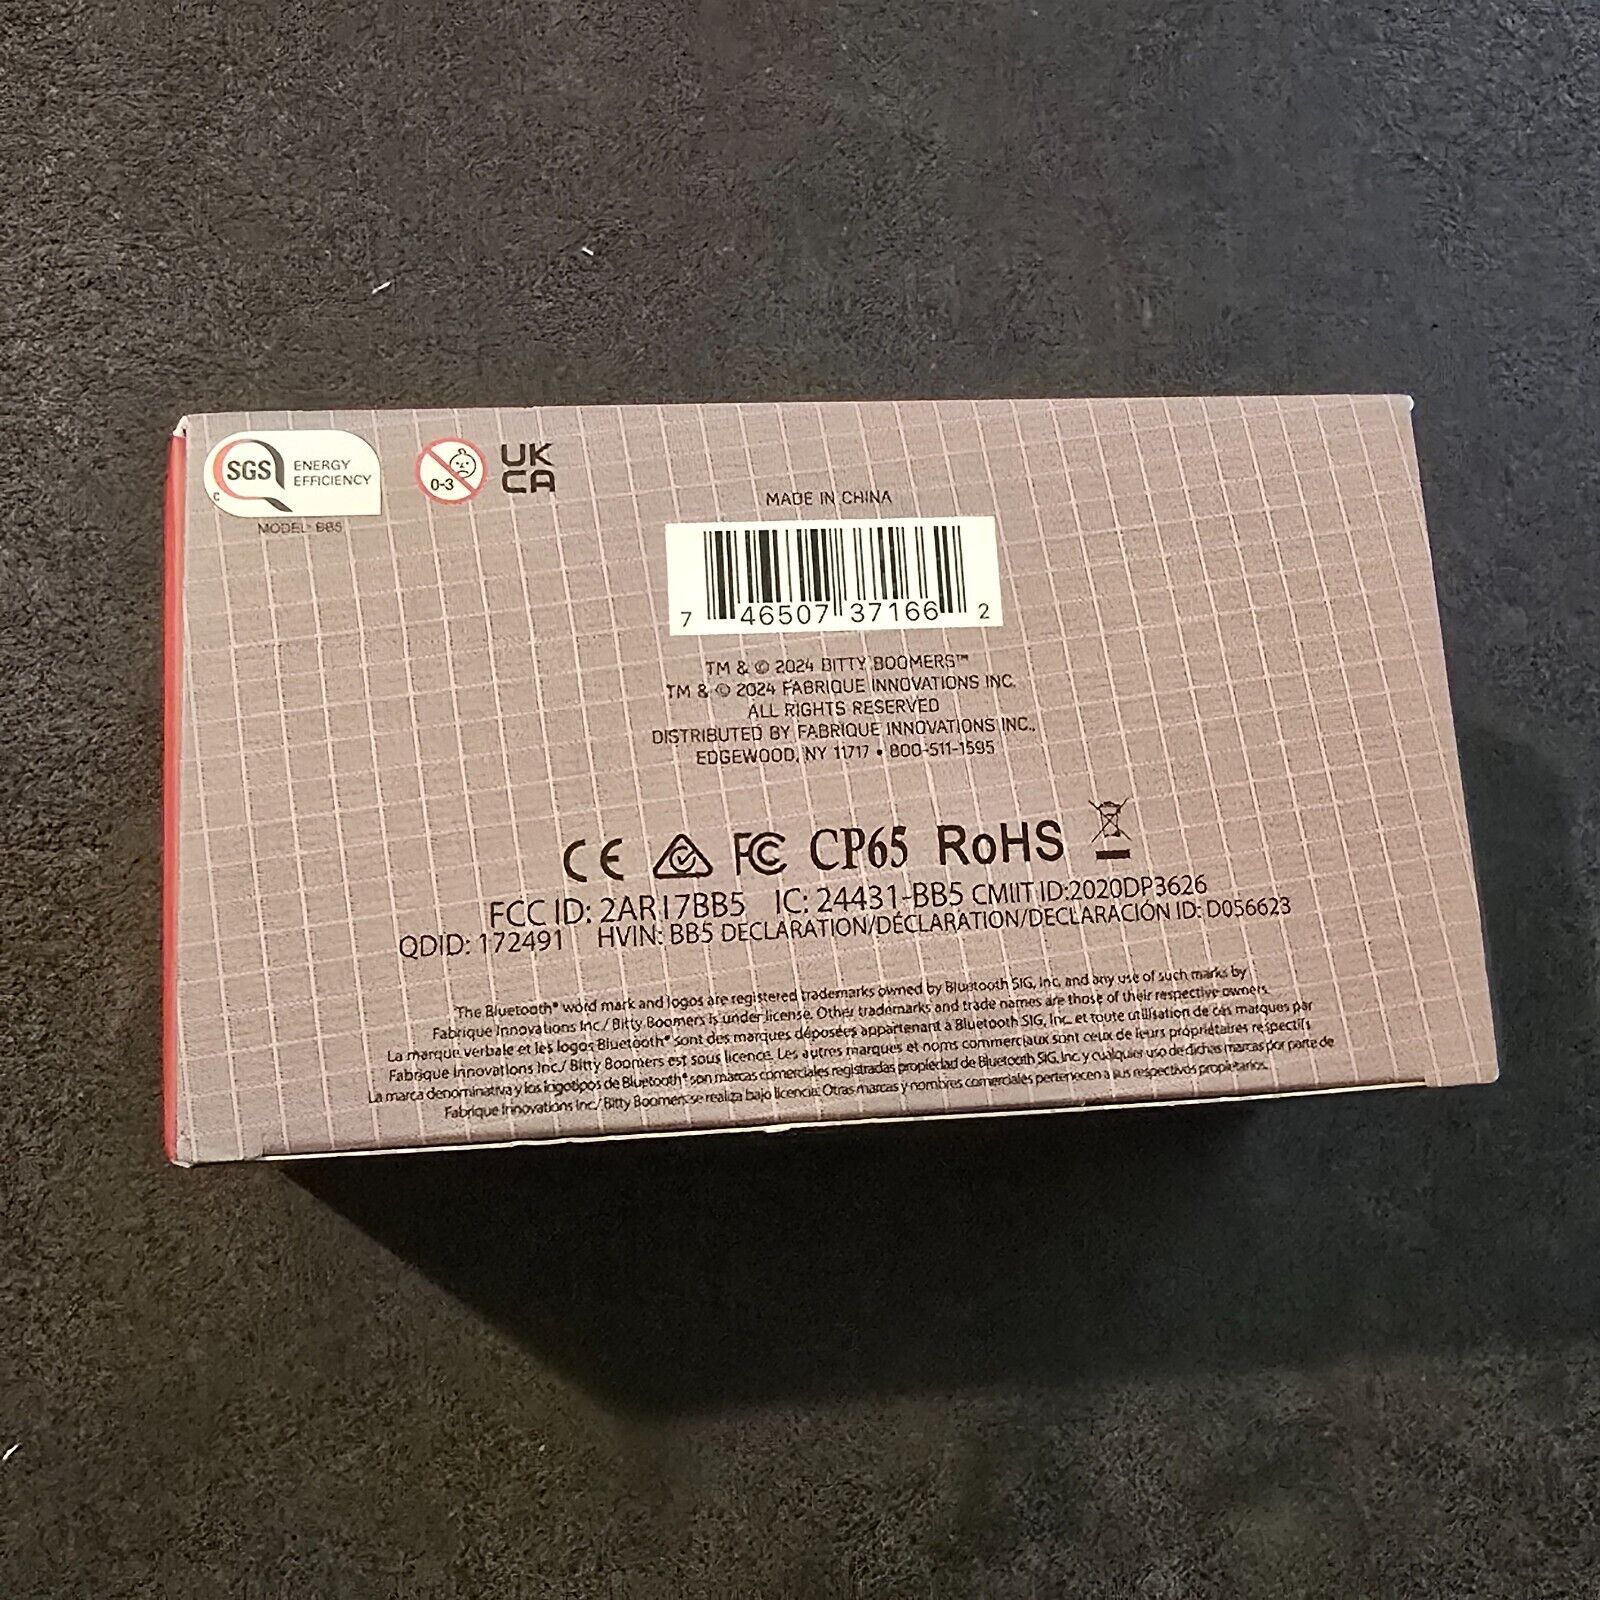 SGS ENERGY EFFICIENCY
C
MODEL: BB5
0-3
UK
CA
MADE IN CHINA
7 46507 37166 2
TM & © 2024 BITTY BOOMERS™
TM & © 2024 FABRIQUE INNOVATIONS INC.
ALL RIGHTS RESERVED
DISTRIBUTED BY FABRIQUE INNOVATIONS INC.,
EDGEWOOD, NY 11717 • 800-511-1595
CE FC CP65 RoHS
FCC ID: 2AR17BB5 IC: 24431-BB5 CMIIT ID:2020DP3626
QDID: 172491 HVIN: BB5 DECLARATION/DÉCLARATION/DECLARACIÓN ID: D056623
The Bluetooth® word mark and logos are registered trademarks owned by Bluetooth SIG, Inc. and any use of such marks by
Fabrique Innovations Inc./ Bitty Boomers is under license. Other trademarks and trade names are those of their respective owners.
La marque verbale et les logos Bluetooth® sont des marques déposées appartenant à Bluetooth SIG, Inc. et toute utilisation de ces marques par
Fabrique Innovations Inc./ Bitty Boomers est sous licence. Les autres marques et noms commerciaux sont ceux de leurs propriétaires respectifs
La marca denominativa y los logotipos de Bluetooth® son marcas comerciales registradas propiedad de Bluetooth SIG, Inc. y cualquier uso de dichas marcas por parte de
Fabrique Innovations Inc./ Bitty Boomers se realiza bajo licencia. Otras marcas y nombres comerciales pertenecen a sus respectivos propietarios.